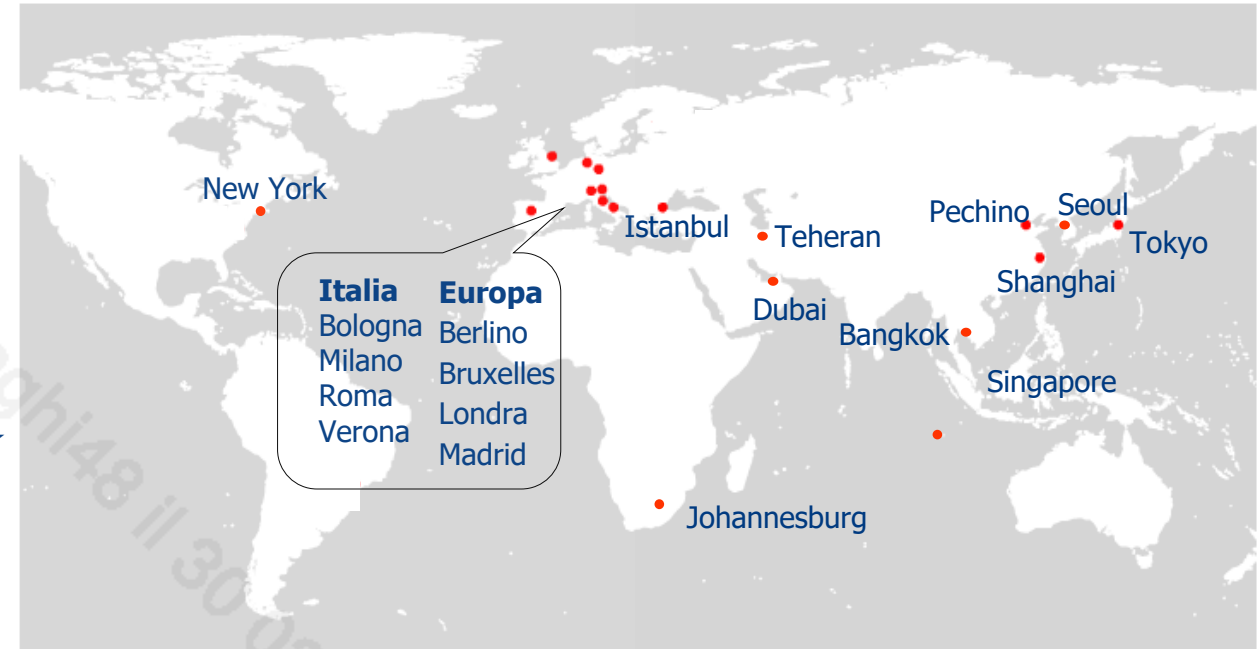 New York
Istanbul
Teheran
Pechino
Seoul
Tokyo
Shanghai
Dubai
Bangkok
Singapore
Johannesburg
Italia
Bologna
Milano
Roma
Verona
Europa
Berlino
Bruxelles
Londra
Madrid